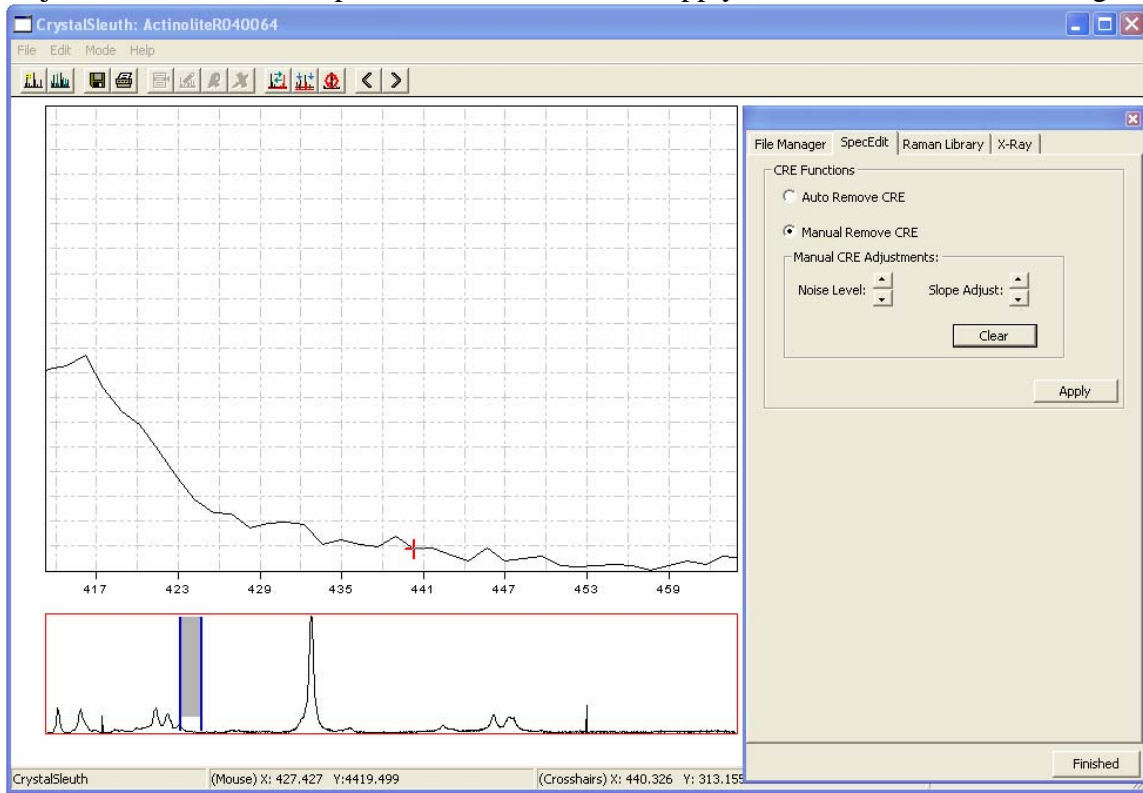 CrystalSleuth: ActinoliteR040064
File Edit Mode Help
File Manager SpecEdit Raman Library X-Ray
CRE Functions
Auto Remove CRE
Manual Remove CRE
Manual CRE Adjustments:
Noise Level: Slope Adjust:
Clear
Apply
417 423 429 435 441 447 453 459
Finished
CrystalSleuth (Mouse) X: 427.427 Y:4419.499 (Crosshairs) X: 440.326 Y: 313.155